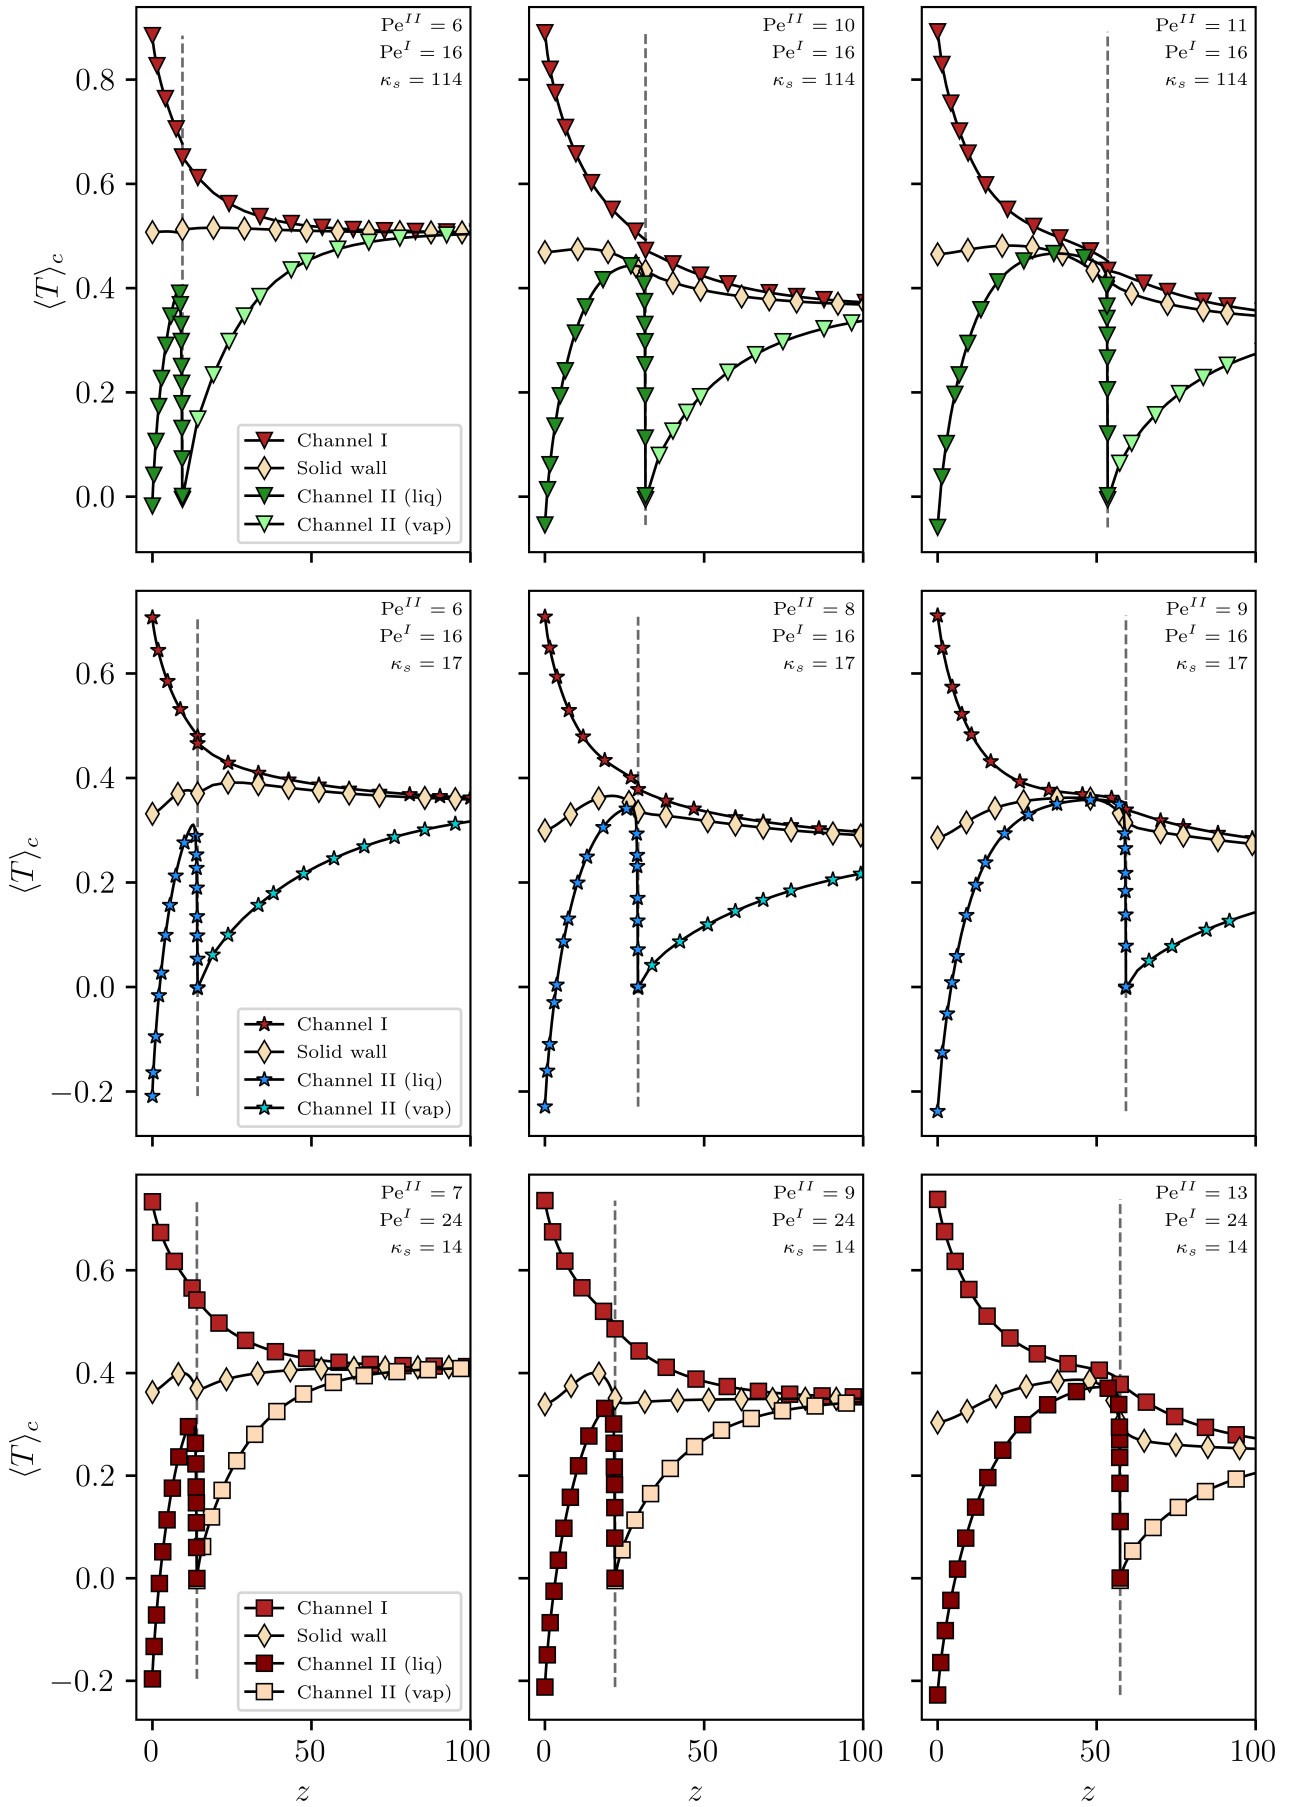 Pe^{II} = 6
Pe^{I} = 16
κ_s = 114
Pe^{II} = 10
Pe^{I} = 16
κ_s = 114
Pe^{II} = 11
Pe^{I} = 16
κ_s = 114
0.8
0.6
0.4
0.2
0.0
⟨T⟩_c
Channel I
Solid wall
Channel II (liq)
Channel II (vap)
Pe^{II} = 6
Pe^{I} = 16
κ_s = 17
Pe^{II} = 8
Pe^{I} = 16
κ_s = 17
Pe^{II} = 9
Pe^{I} = 16
κ_s = 17
0.6
0.4
0.2
0.0
−0.2
⟨T⟩_c
Channel I
Solid wall
Channel II (liq)
Channel II (vap)
Pe^{II} = 7
Pe^{I} = 24
κ_s = 14
Pe^{II} = 9
Pe^{I} = 24
κ_s = 14
Pe^{II} = 13
Pe^{I} = 24
κ_s = 14
0.6
0.4
0.2
0.0
−0.2
⟨T⟩_c
Channel I
Solid wall
Channel II (liq)
Channel II (vap)
0 50 100
0 50 100
0 50 100
z
z
z